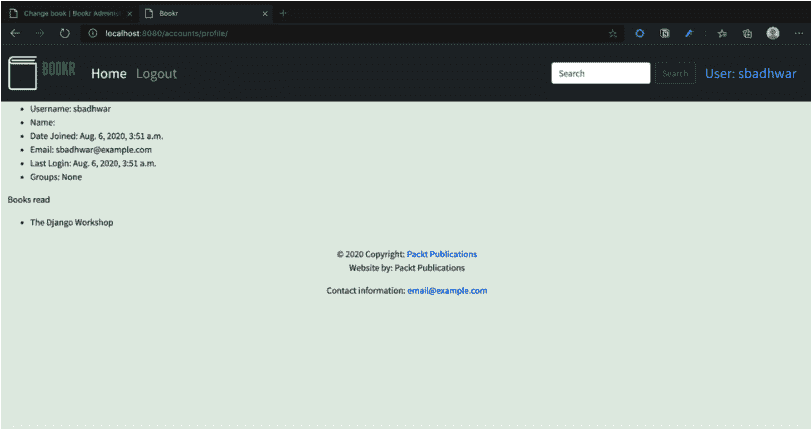 Change book | Bookr Adminis
Bookr
localhost:8080/accounts/profile/
BOOKR
Home
Logout
Search
Search
User: sbadhwar
Username: sbadhwar
Name:
Date Joined: Aug. 6, 2020, 3:51 a.m.
Email: sbadhwar@example.com
Last Login: Aug. 6, 2020, 3:51 a.m.
Groups: None
Books read
The Django Workshop
© 2020 Copyright: Packt Publications
Website by: Packt Publications
Contact information: email@example.com